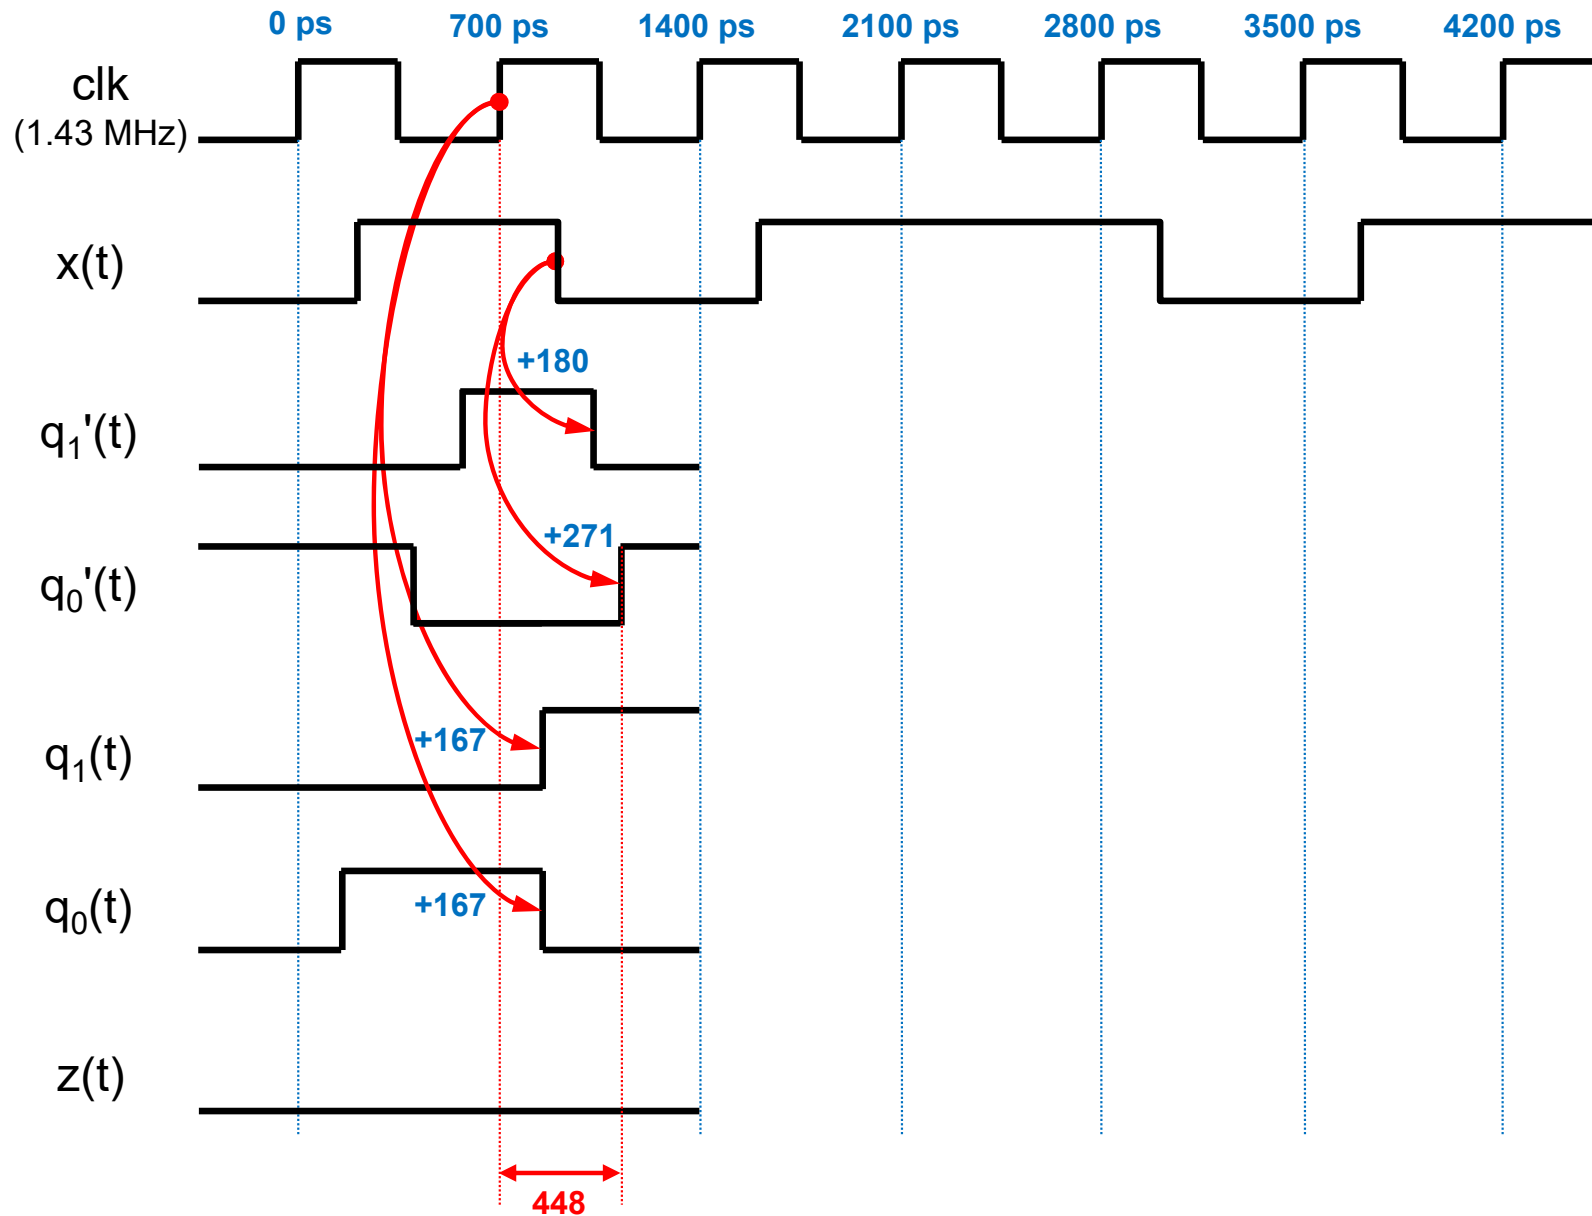 0 ps 700 ps 1400 ps 2100 ps 2800 ps 3500 ps 4200 ps
clk
(1.43 MHz)
x(t)
+180
q₁'(t)
+271
q₀'(t)
+167
q₁(t)
+167
q₀(t)
z(t)
448